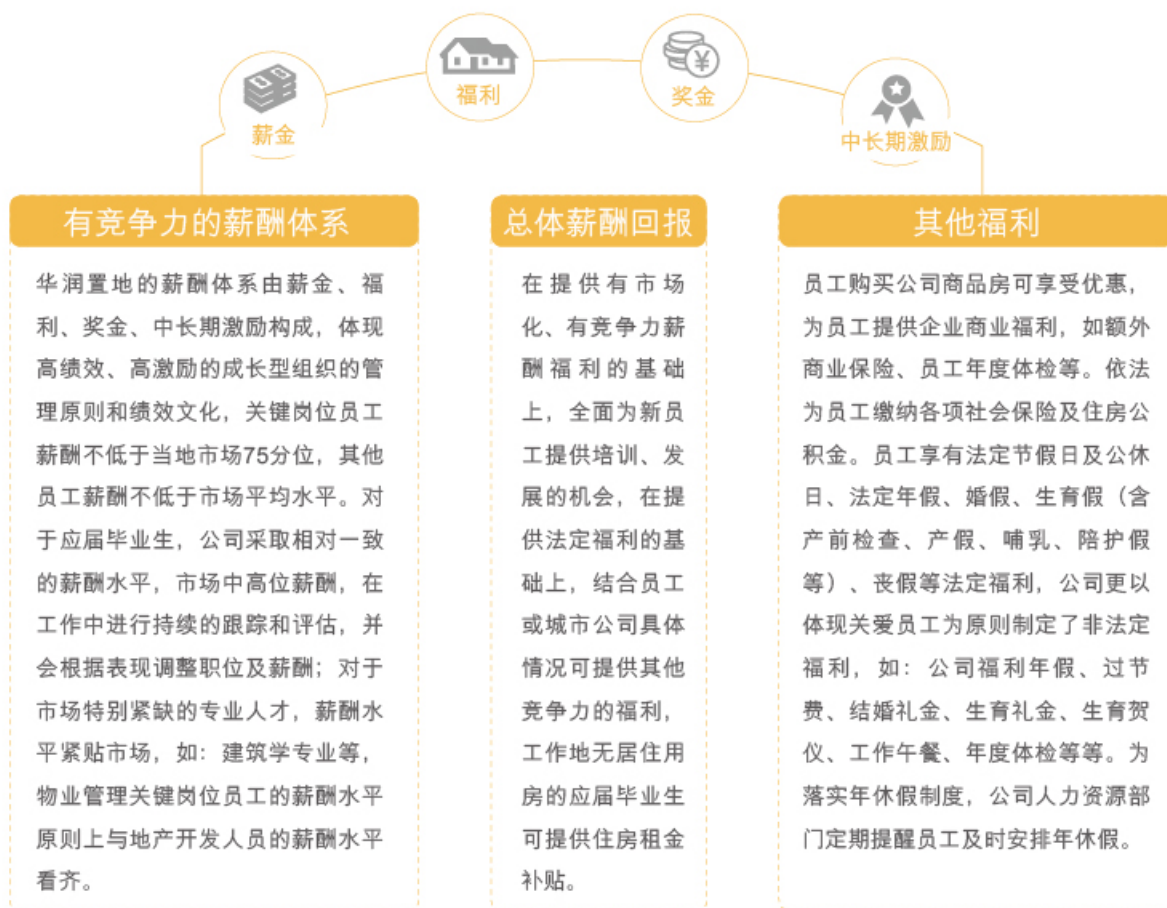 薪金
福利
奖金
中长期激励
有竞争力的薪酬体系
华润置地的薪酬体系由薪金、福
利、奖金、中长期激励构成，体现
高绩效、高激励的成长型组织的管
理原则和绩效文化，关键岗位员工
薪酬不低于当地市场75分位，其他
员工薪酬不低于市场平均水平。对
于应届毕业生，公司采取相对一致
的薪酬水平，市场中高位薪酬，在
工作中进行持续的跟踪和评估，并
会根据表现调整职位及薪酬；对于
市场特别紧缺的专业人才，薪酬水
平紧贴市场，如：建筑学专业等，
物业管理关键岗位员工的薪酬水平
原则上与地产开发人员的薪酬水平
看齐。
总体薪酬回报
在提供有市场
化、有竞争力薪
酬福利的基础
上，全面为新员
工提供培训、发
展的机会，在提
供法定福利的基
础上，结合员工
或城市公司具体
情况可提供其他
竞争力的福利，
工作地无居住用
房的应届毕业生
可提供住房租金
补贴。
其他福利
员工购买公司商品房可享受优惠，
为员工提供企业商业福利，如额外
商业保险、员工年度体检等。依法
为员工缴纳各项社会保险及住房公
积金。员工享有法定节假日及公休
日、法定年假、婚假、生育假（含
产前检查、产假、哺乳、陪护假
等）、丧假等法定福利，公司更以
体现关爱员工为原则制定了非法定
福利，如：公司福利年假、过节
费、结婚礼金、生育礼金、生育贺
仪、工作午餐、年度体检等等。为
落实年休假制度，公司人力资源部
门定期提醒员工及时安排年休假。